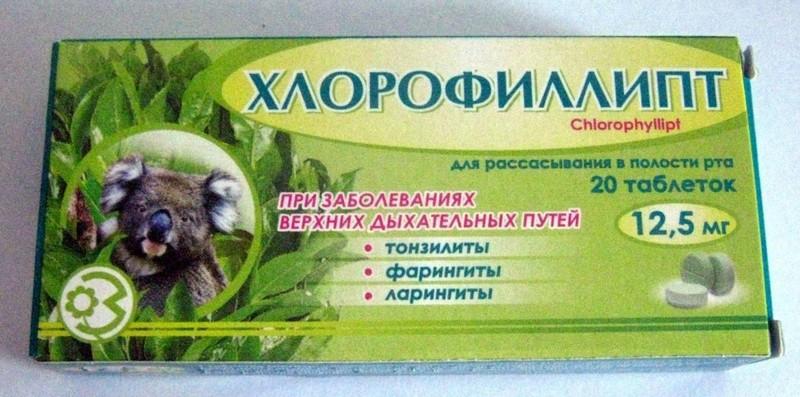 ХЛОРОФИЛЛИПТ
Chlorophyllipt
для рассасывания в полости рта
20 таблеток
12,5 мг
ПРИ ЗАБОЛЕВАНИЯХ
ВЕРХНИХ ДЫХАТЕЛЬНЫХ ПУТЕЙ
• тонзилиты
• фарингиты
• ларингиты